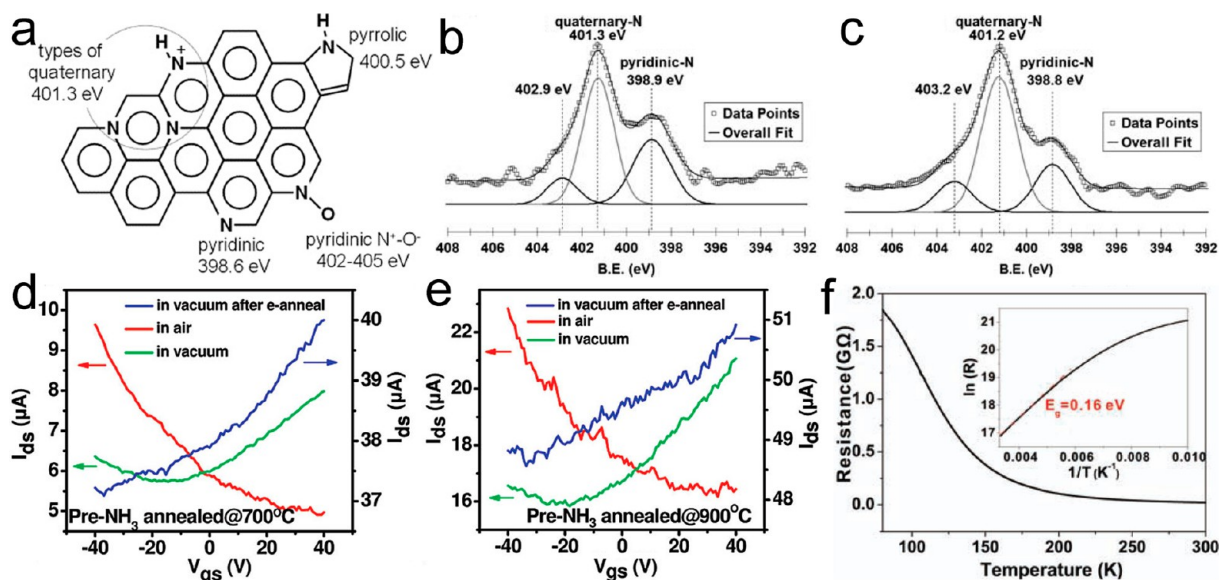 a
types of
quaternary
401.3 eV
H
+
N
N
N
H
N
pyrrolic
400.5 eV
N
N
O
pyridinic
398.6 eV
pyridinic N⁺-O⁻
402-405 eV
b
quaternary-N
401.3 eV
pyridinic-N
398.9 eV
402.9 eV
Data Points
Overall Fit
408 406 404 402 400 398 396 394 392
B.E. (eV)
c
quaternary-N
401.2 eV
pyridinic-N
398.8 eV
403.2 eV
Data Points
Overall Fit
408 406 404 402 400 398 396 394 392
B.E. (eV)
d
in vacuum after e-anneal
in air
in vacuum
10
9
8
7
6
5
Ids (μA)
40
39
38
37
Ids (μA)
Pre-NH₃ annealed@700°C
-40 -20 0 20 40
Vgs (V)
e
in vacuum after e-anneal
in air
in vacuum
22
20
18
16
Ids (μA)
51
50
49
48
Ids (μA)
Pre-NH₃ annealed@900°C
-40 -20 0 20 40
Vgs (V)
f
2.0
1.5
1.0
0.5
0.0
Resistance(GΩ)
21
20
19
18
17
ln (R)
Eg=0.16 eV
0.004 0.006 0.008 0.010
1/T (K⁻¹)
100 150 200 250 300
Temperature (K)